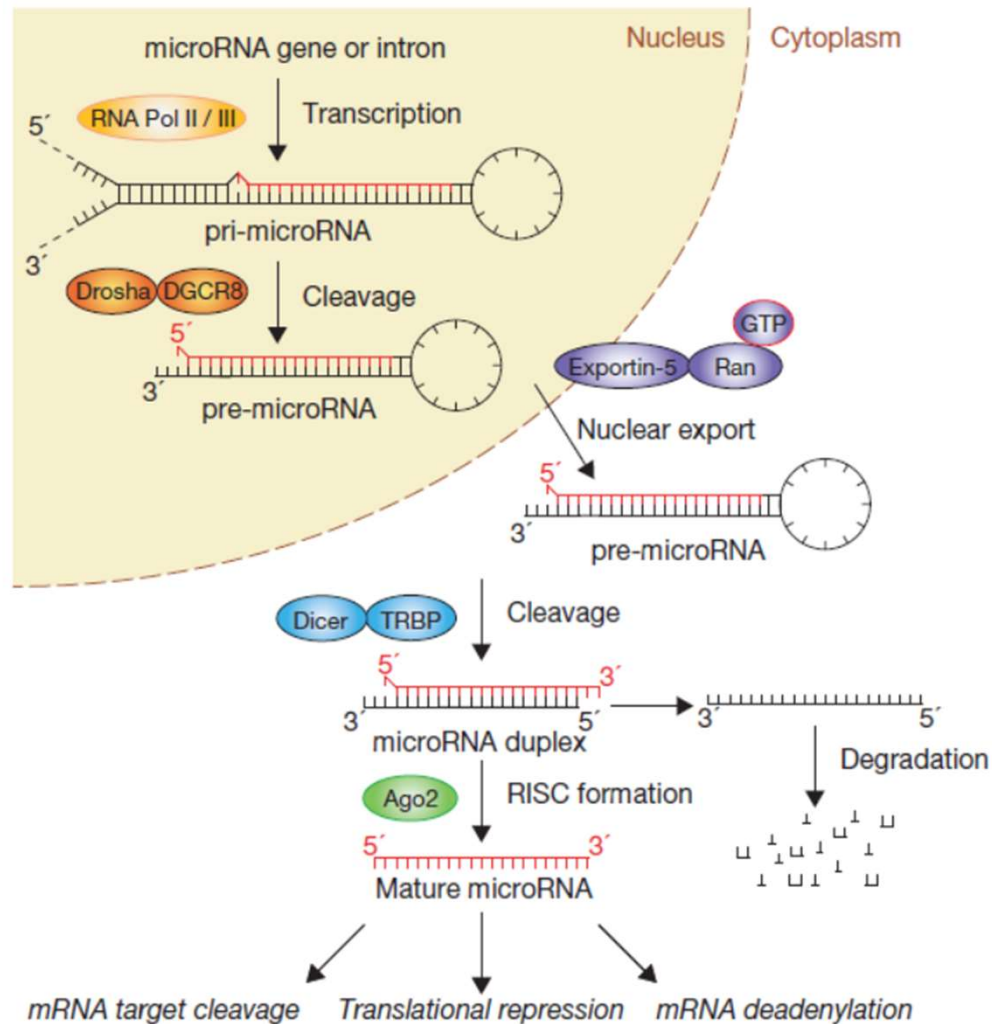 microRNA gene or intron
Nucleus
Cytoplasm
RNA Pol II / III
Transcription
5´
3´
pri-microRNA
Drosha
DGCR8
Cleavage
5´
3´
pre-microRNA
GTP
Exportin-5
Ran
Nuclear export
5´
3´
pre-microRNA
Dicer
TRBP
Cleavage
5´
3´
3´
5´
microRNA duplex
3´
5´
Degradation
Ago2
RISC formation
5´
3´
Mature microRNA
mRNA target cleavage
Translational repression
mRNA deadenylation